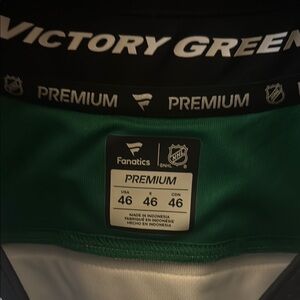 VICTORY GREEN
PREMIUM PREMIUM
Fanatics ©NHL®
PREMIUM
USA E CDN
46 46 46
MADE IN INDONESIA
FABRIQUÉ EN INDONÉSIE
HECHO EN INDONESIA